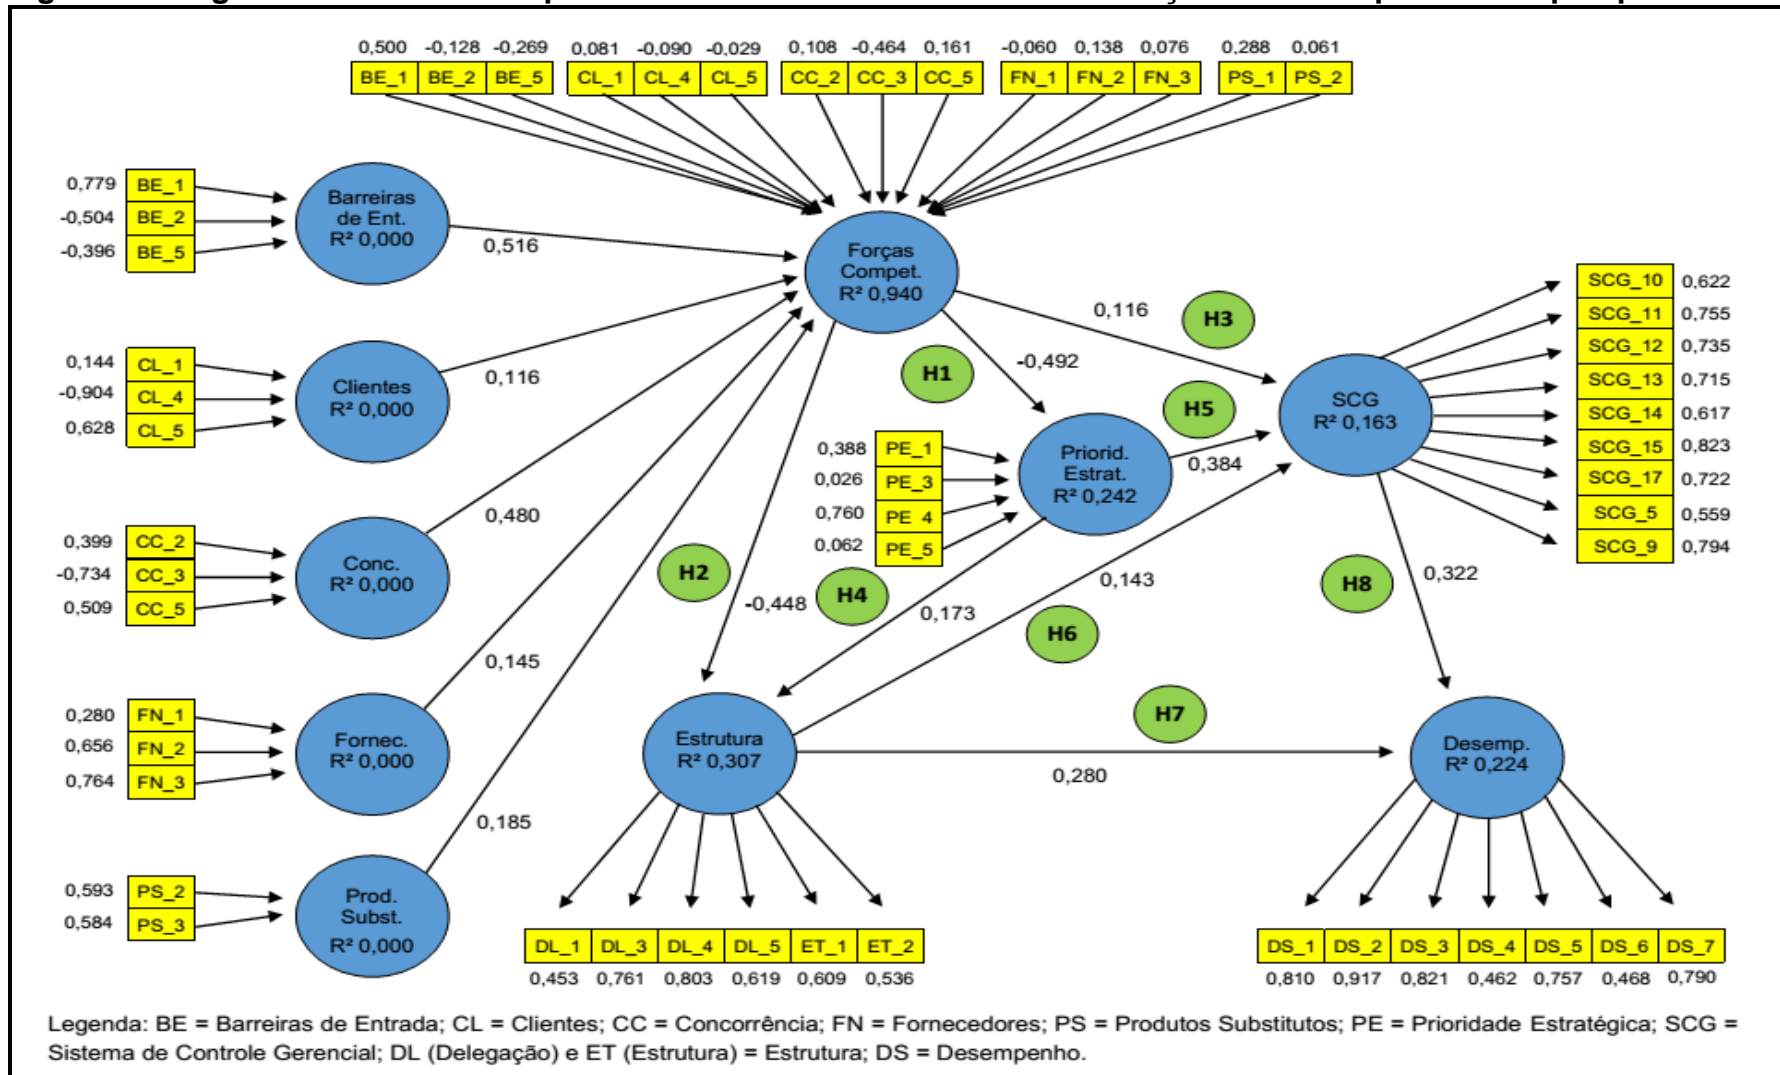 0,500 -0,128 -0,269 0,081 -0,090 -0,029 0,108 -0,464 0,161 -0,060 0,138 0,076 0,288 0,061
BE_1 BE_2 BE_5 CL_1 CL_4 CL_5 CC_2 CC_3 CC_5 FN_1 FN_2 FN_3 PS_1 PS_2
0,779 BE_1
-0,504 BE_2
-0,396 BE_5
Barreiras
de Ent.
R² 0,000
0,516
Forças
Compet.
R² 0,940
0,144 CL_1
-0,904 CL_4
0,628 CL_5
Clientes
R² 0,000
0,116
0,116
H3
H1
-0,492
H5
0,384
SCG
R² 0,163
SCG_10 0,622
SCG_11 0,755
SCG_12 0,735
SCG_13 0,715
SCG_14 0,617
SCG_15 0,823
SCG_17 0,722
SCG_5 0,559
SCG_9 0,794
0,388 PE_1
0,026 PE_3
0,760 PE_4
0,062 PE_5
Priorid.
Estrat.
R² 0,242
0,399 CC_2
-0,734 CC_3
0,509 CC_5
Conc.
R² 0,000
0,480
H2
-0,448
H4
0,173
0,143
H6
H8
0,322
0,280 FN_1
0,656 FN_2
0,764 FN_3
Fornec.
R² 0,000
0,145
Estrutura
R² 0,307
H7
0,280
Desemp.
R² 0,224
0,593 PS_2
0,584 PS_3
Prod.
Subst.
R² 0,000
0,185
DL_1 DL_3 DL_4 DL_5 ET_1 ET_2
0,453 0,761 0,803 0,619 0,609 0,536
DS_1 DS_2 DS_3 DS_4 DS_5 DS_6 DS_7
0,810 0,917 0,821 0,462 0,757 0,468 0,790
Legenda: BE = Barreiras de Entrada; CL = Clientes; CC = Concorrência; FN = Fornecedores; PS = Produtos Substitutos; PE = Prioridade Estratégica; SCG =
Sistema de Controle Gerencial; DL (Delegação) e ET (Estrutura) = Estrutura; DS = Desempenho.